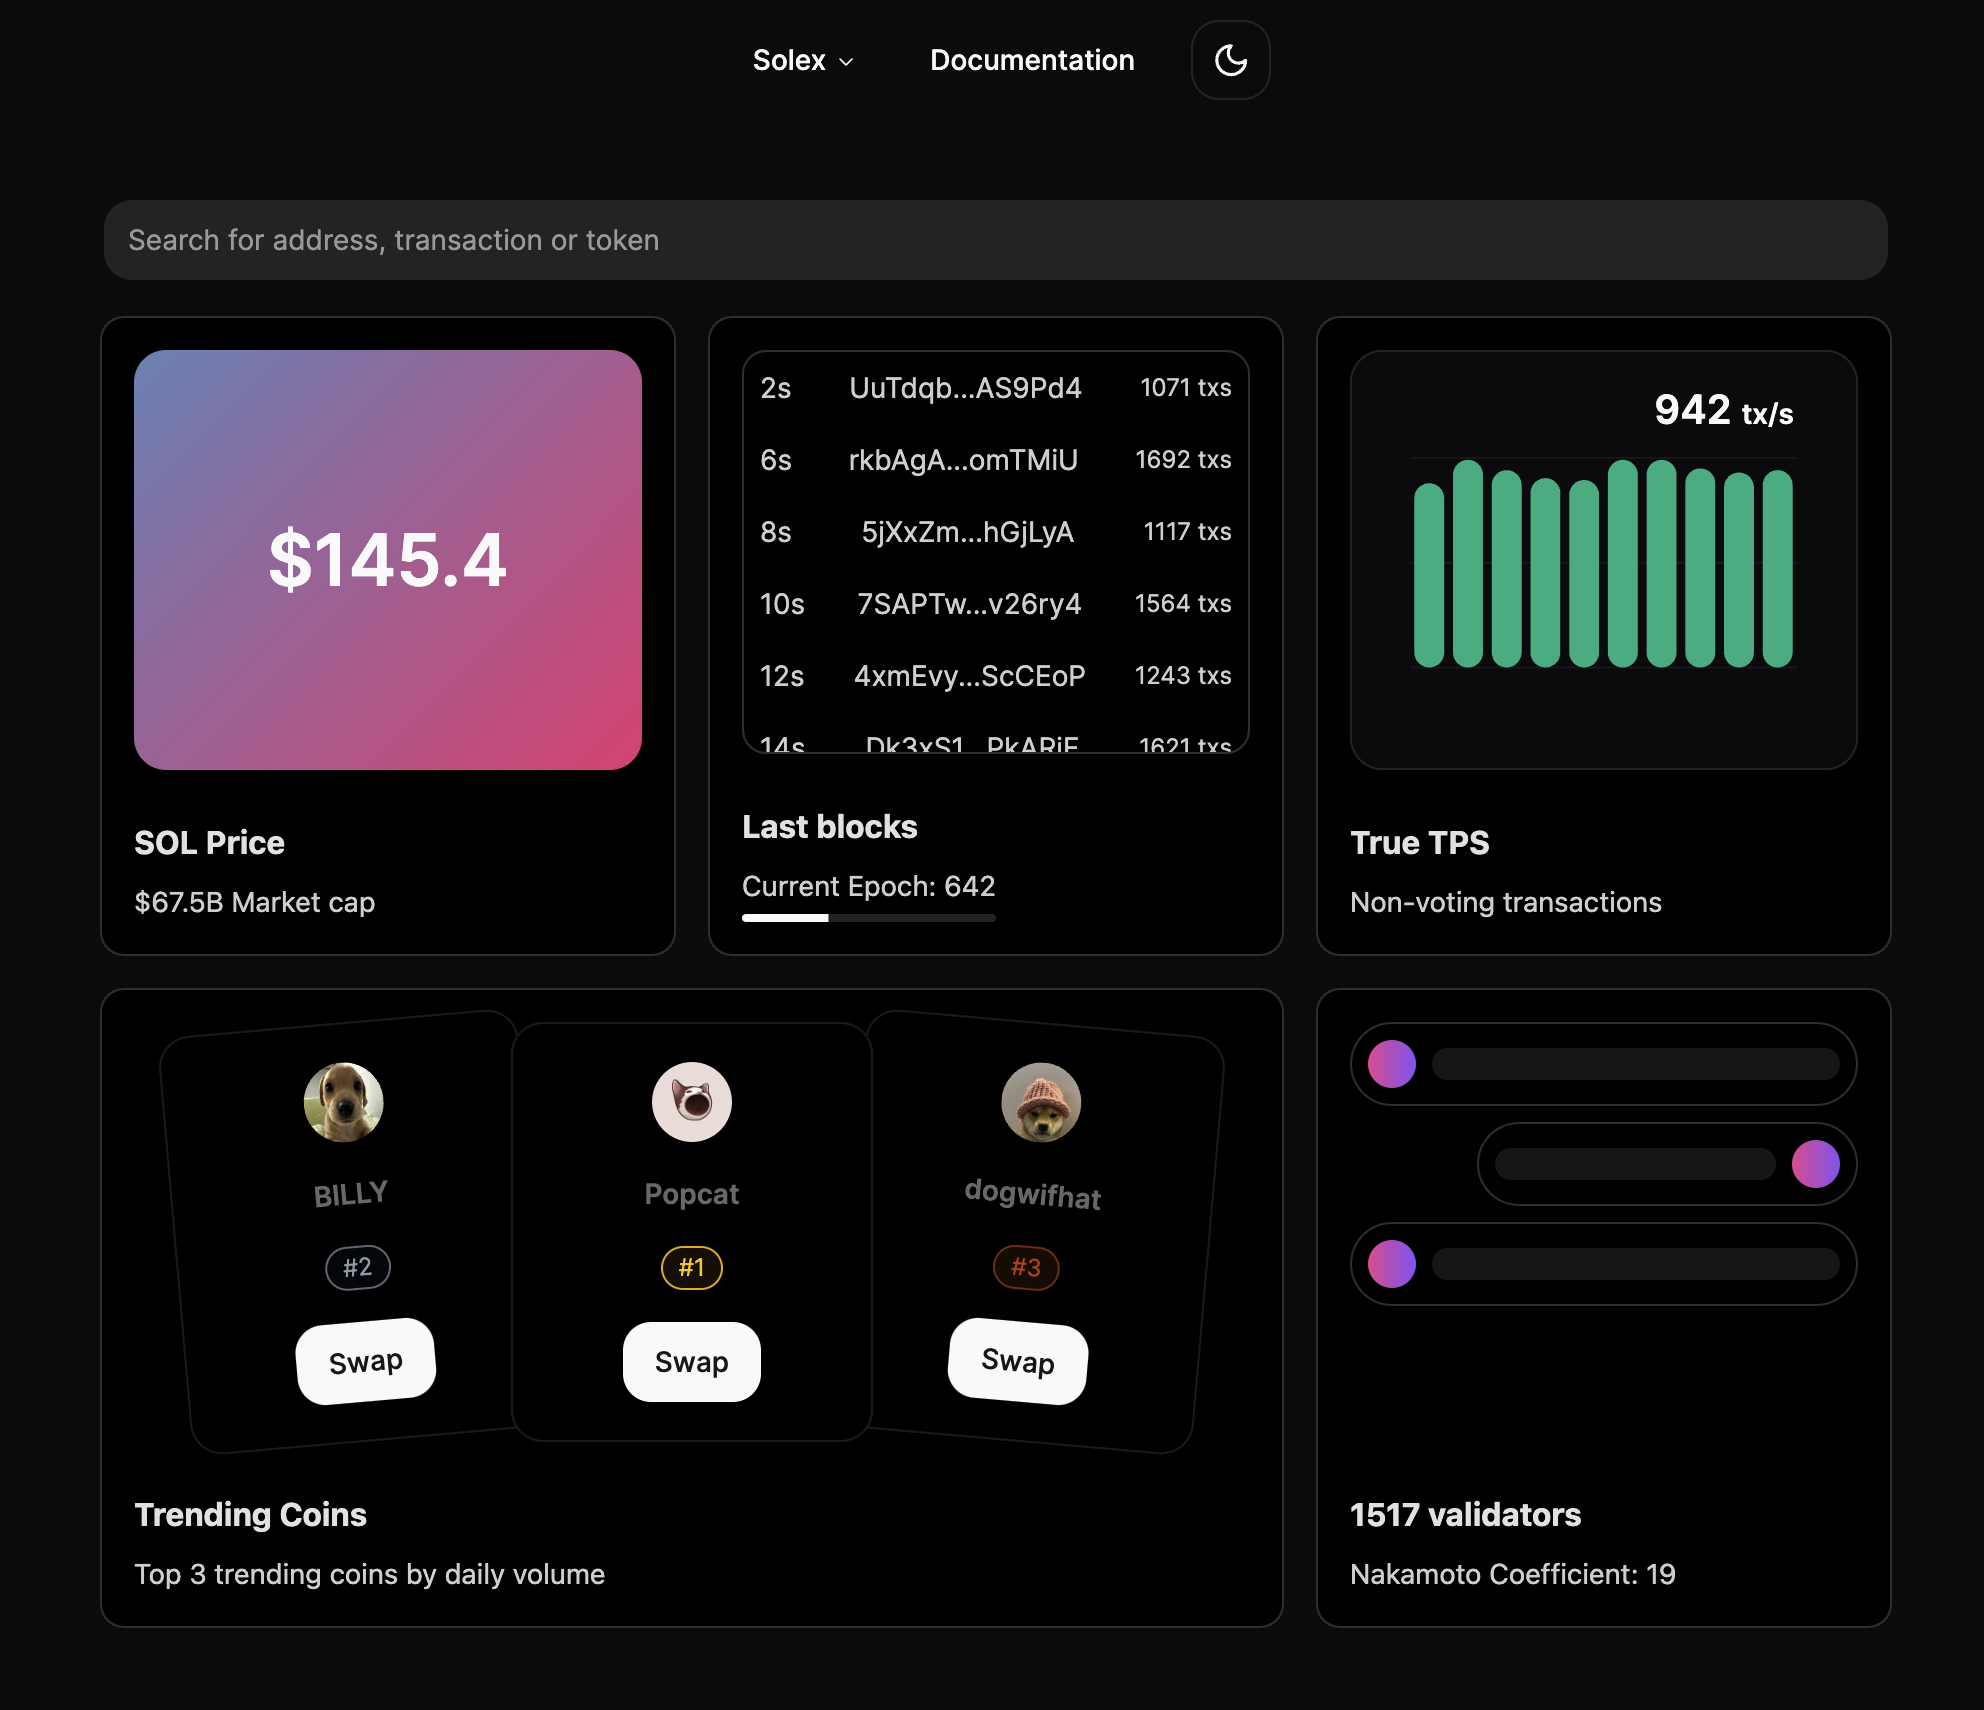 Solex
Documentation
Search for address, transaction or token
$145.4
SOL Price
$67.5B Market cap
2s UuTdqb...AS9Pd4 1071 txs
6s rkbAgA...omTMiU 1692 txs
8s 5jXxZm...hGjLyA 1117 txs
10s 7SAPTw...v26ry4 1564 txs
12s 4xmEvy...ScCEoP 1243 txs
14s Dk3xS1...PkARiE 1621 txs
Last blocks
Current Epoch: 642
942 tx/s
True TPS
Non-voting transactions
BILLY
#2
Swap
Popcat
#1
Swap
dogwifhat
#3
Swap
Trending Coins
Top 3 trending coins by daily volume
1517 validators
Nakamoto Coefficient: 19